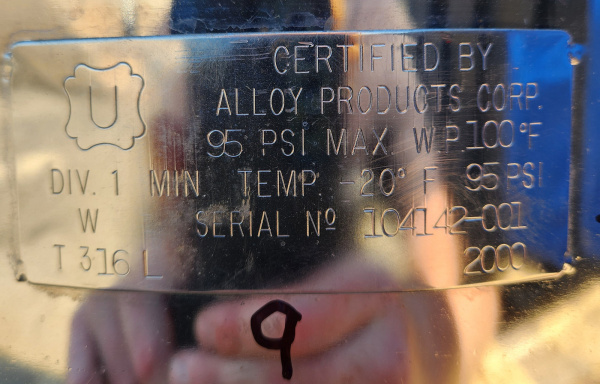 CERTIFIED BY
U
ALLOY PRODUCTS CORP.
95 PSI MAX. W P 100°F
DIV. 1 MIN. TEMP -20° F 95 PSI
W SERIAL Nº 104142-001
T 316 L 2000
9